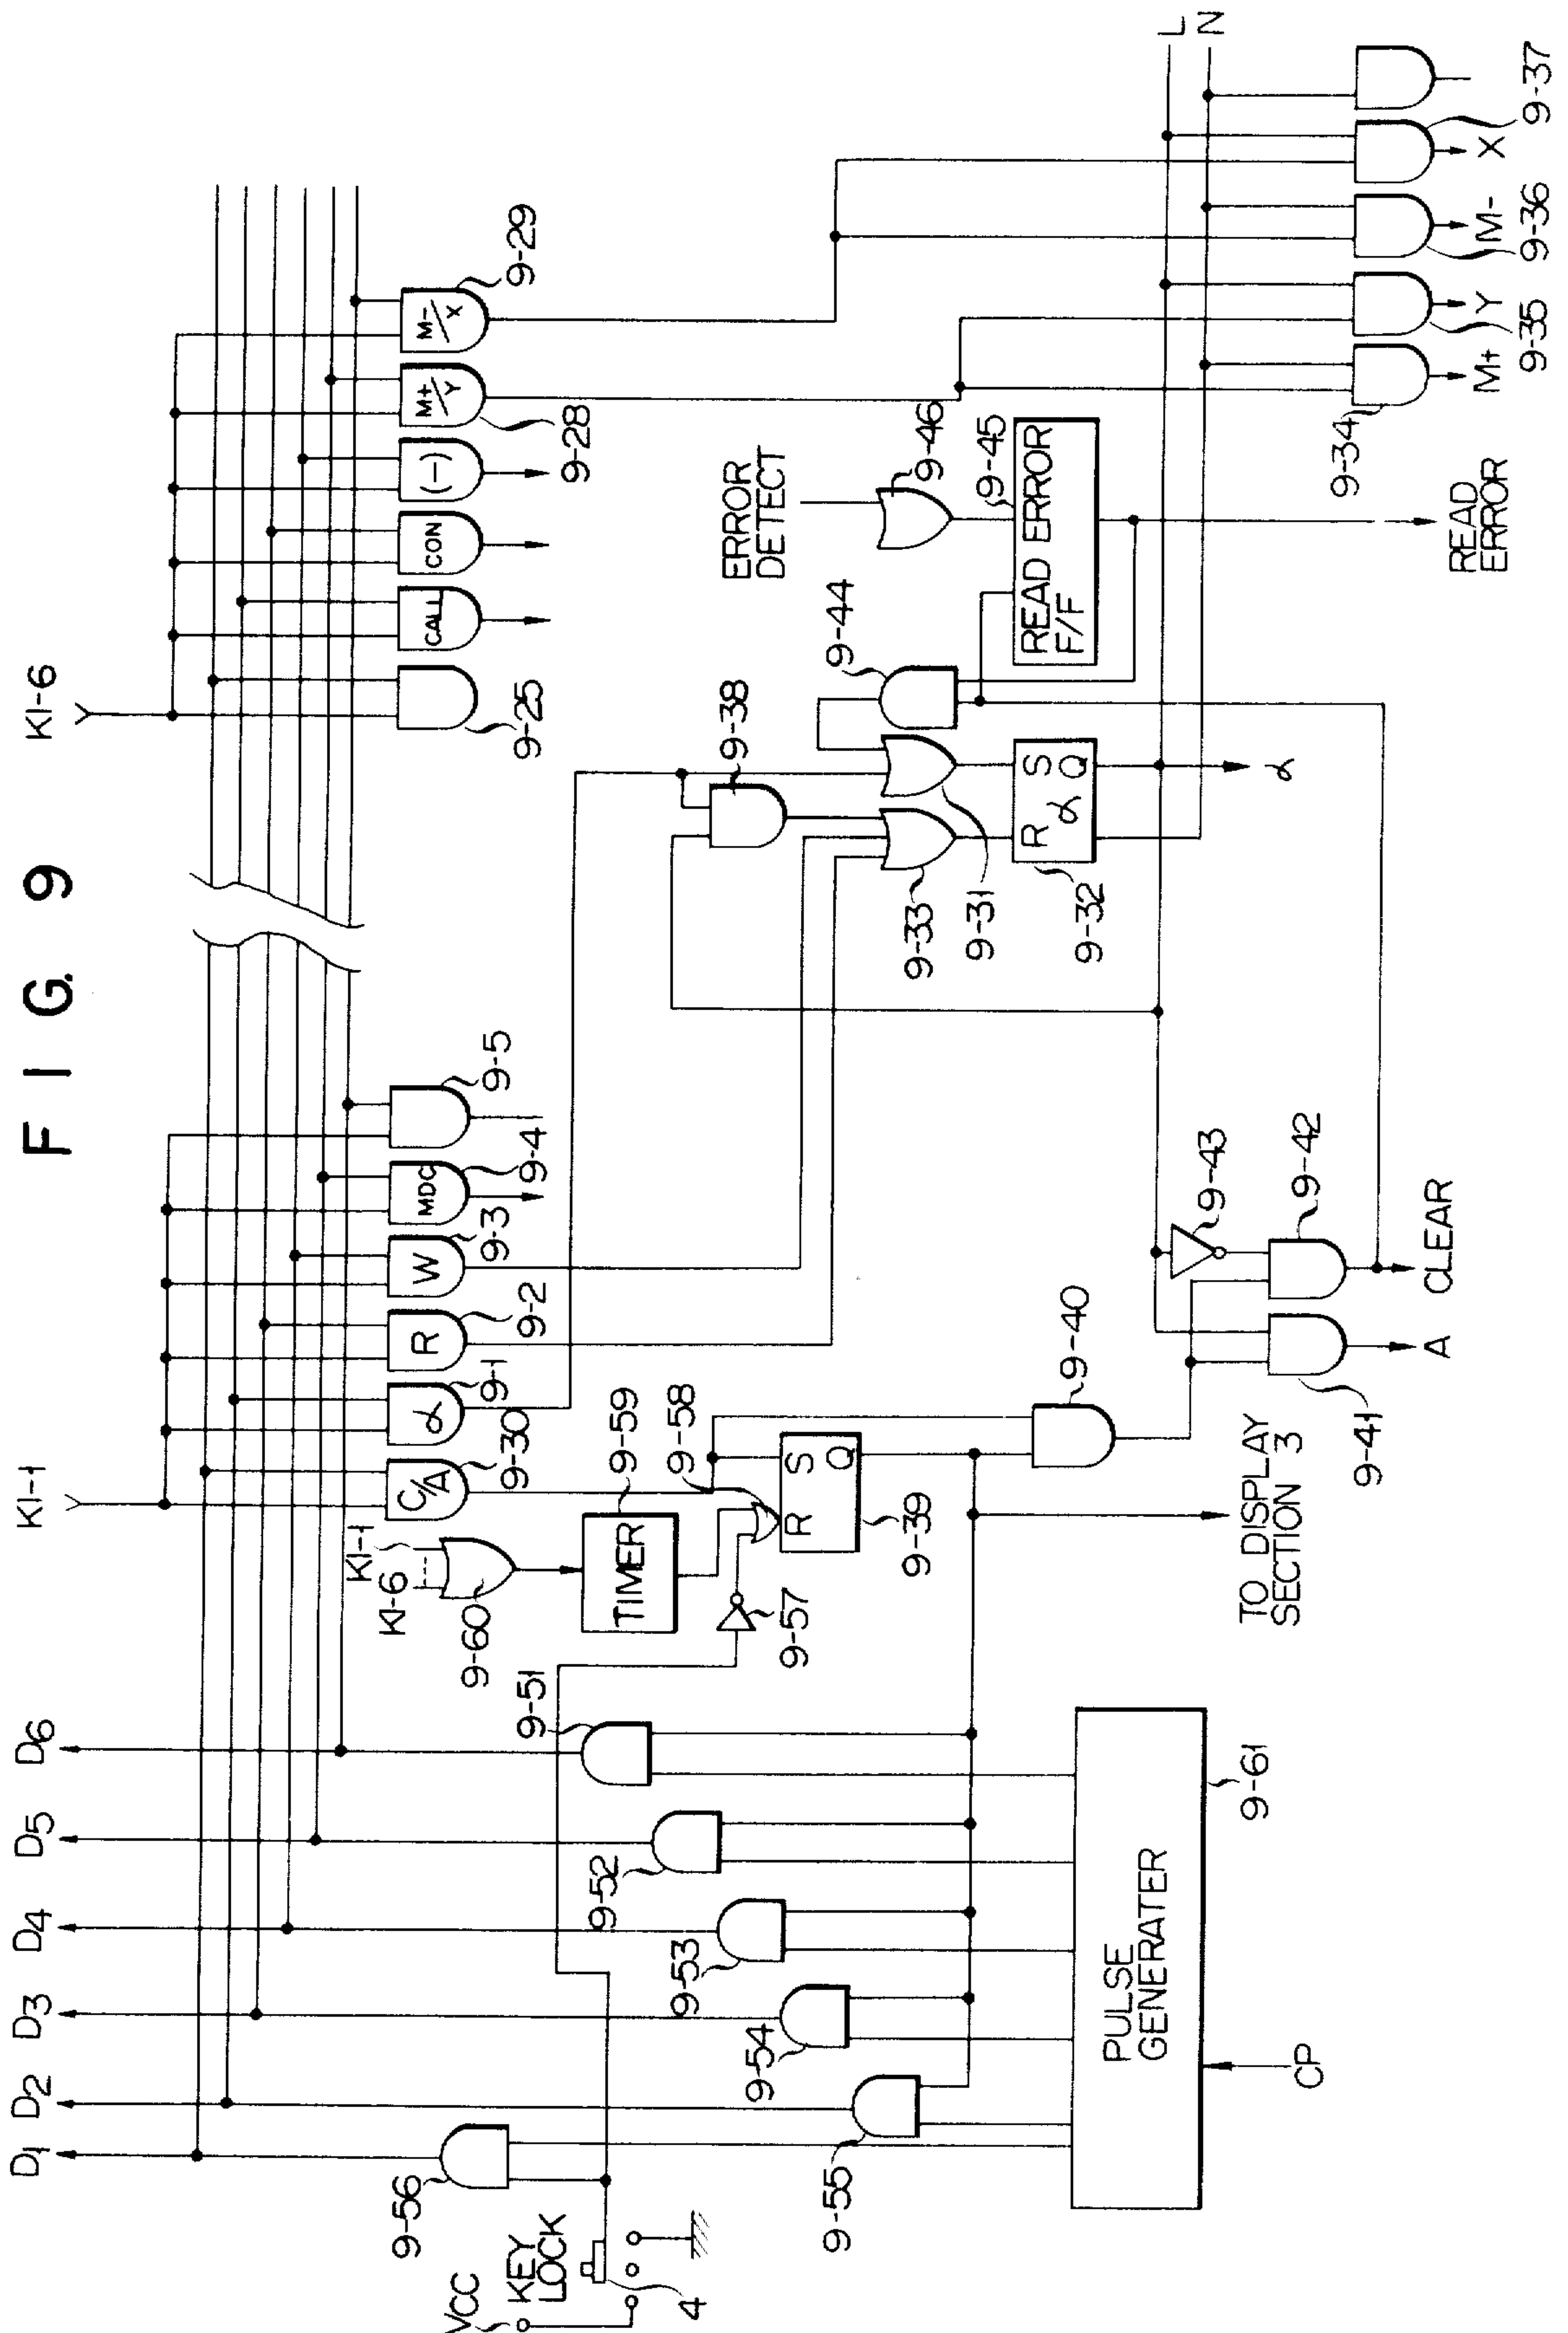 FIG. 9
D1
D2
D3
D4
D5
D6
KI-1
KI-6
9-56
VCC
KEY
LOCK
4
9-55
9-54
9-53
9-52
9-51
PULSE
GENERATER
9-61
CP
KI-1
KI-6
9-60
TIMER
9-59
9-58
9-57
R
S
Q
9-39
TO DISPLAY
SECTION 3
C/A
9-30
α
9-1
R
9-2
W
9-3
MDC
9-4
9-5
9-40
9-41
A
9-42
CLEAR
9-43
9-25
CALL
CON
(-)
M+/Y
9-28
M-/X
9-29
9-38
9-33
9-31
R
S
α
Q
9-32
α
9-44
ERROR
DETECT
9-46
9-45
READ ERROR
F/F
READ
ERROR
L
N
9-34
M+
Y
9-35
M-
9-36
X
9-37